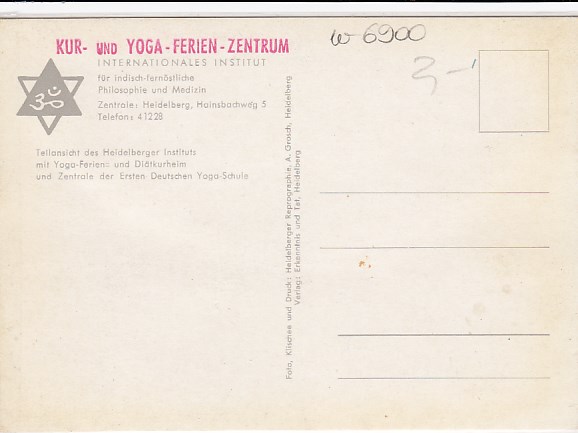 KUR- UND YOGA-FERIEN-ZENTRUM
INTERNATIONALES INSTITUT
für indisch-fernöstliche
Philosophie und Medizin
Zentrale: Heidelberg, Hainsbachweg 5
Telefon: 41228
ॐ
Teilansicht des Heidelberger Instituts
mit Yoga-Ferien- und Diätkurheim
und Zentrale der Ersten Deutschen Yoga-Schule
Foto, Klischee und Druck: Heidelberger Reprographie, A. Grosch, Heidelberg
Verlag: Erkenntnis und Tat, Heidelberg
w-6900
3,-